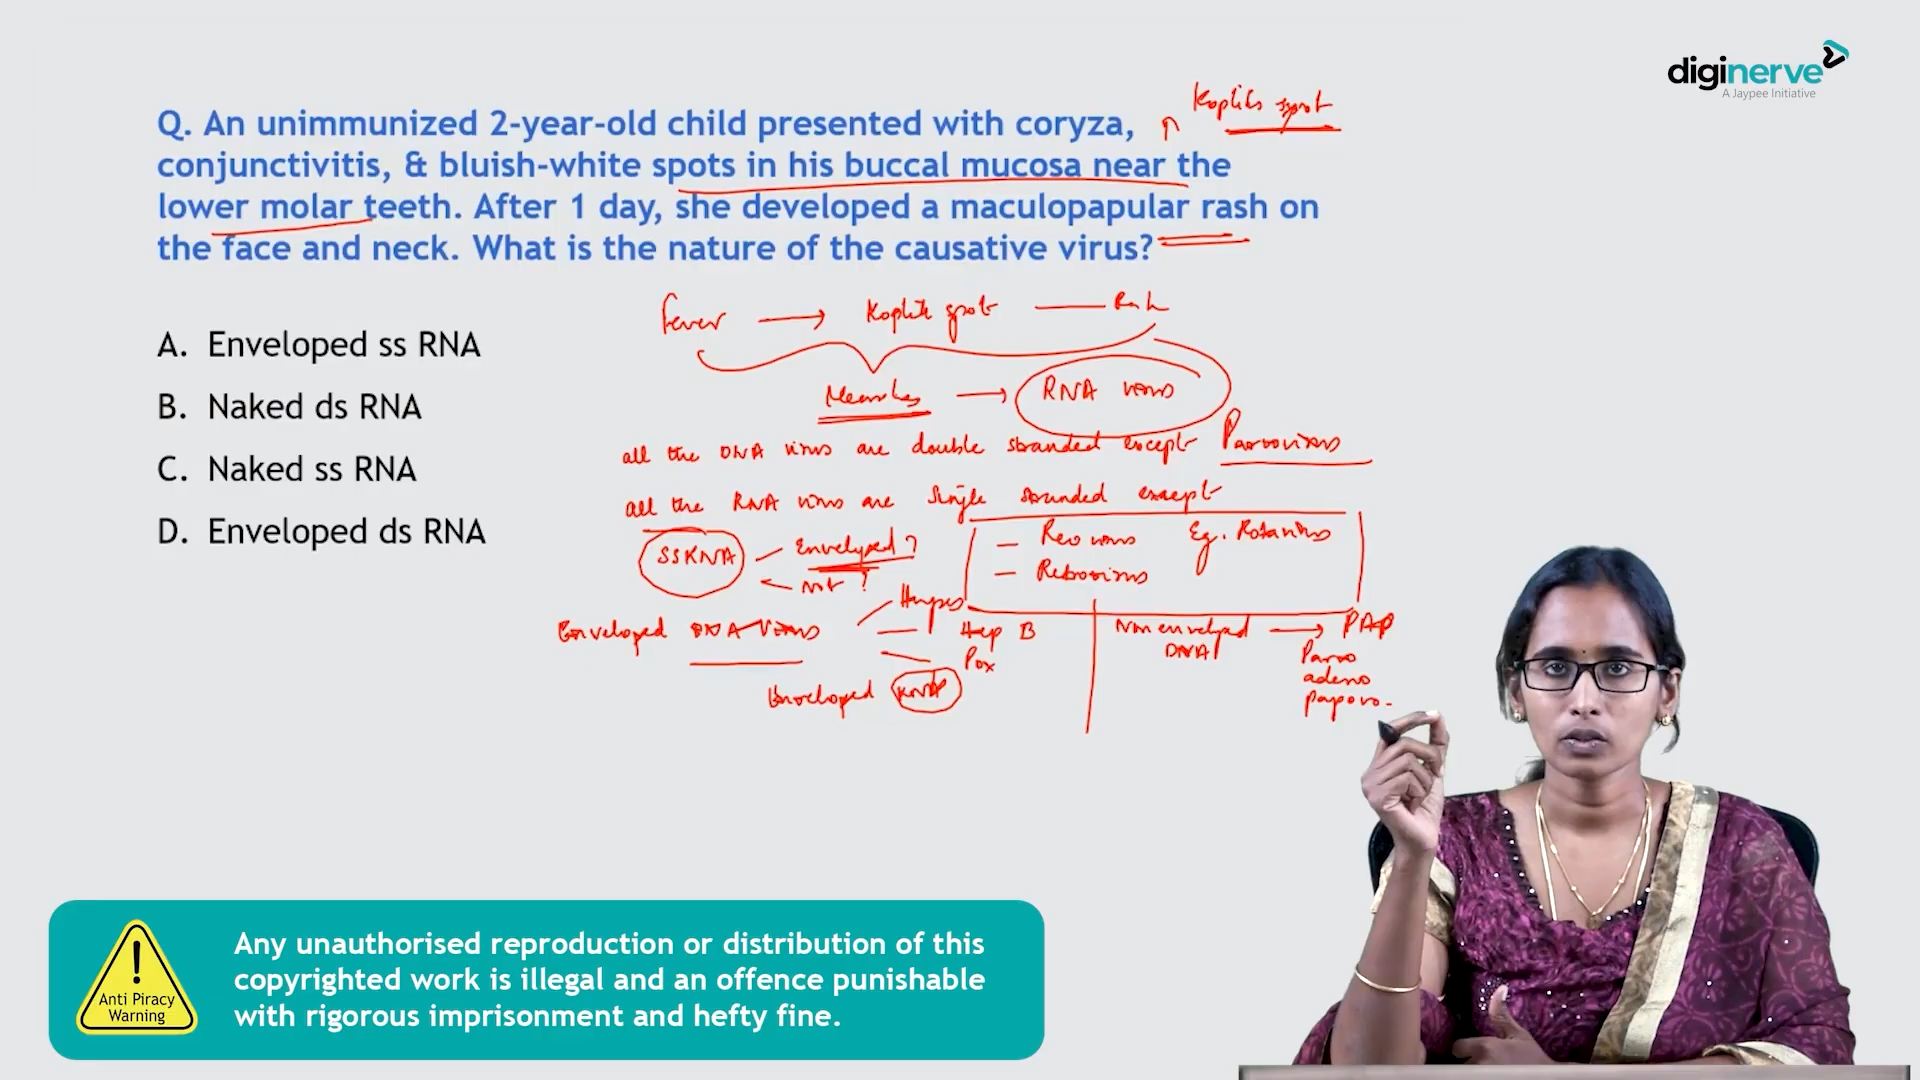 diginerve
A Jaypee Initiative
Koplik's spot
Q. An unimmunized 2-year-old child presented with coryza,
conjunctivitis, & bluish-white spots in his buccal mucosa near the
lower molar teeth. After 1 day, she developed a maculopapular rash on
the face and neck. What is the nature of the causative virus?
A. Enveloped ss RNA
B. Naked ds RNA
C. Naked ss RNA
D. Enveloped ds RNA
Fever → Koplik spot — Rash
Measles → RNA virus
all the DNA virus are double stranded except Parvovirus
all the RNA virus are single stranded except
Reo virus Eg. Rotavirus
Retrovirus
SSRNA
Enveloped?
Not?
Enveloped DNA virus
Herpes
Hep B
Pox
Non enveloped DNA → PAP
Parvo
adeno
papovo-
Enveloped RNA
Anti Piracy
Warning
Any unauthorised reproduction or distribution of this
copyrighted work is illegal and an offence punishable
with rigorous imprisonment and hefty fine.